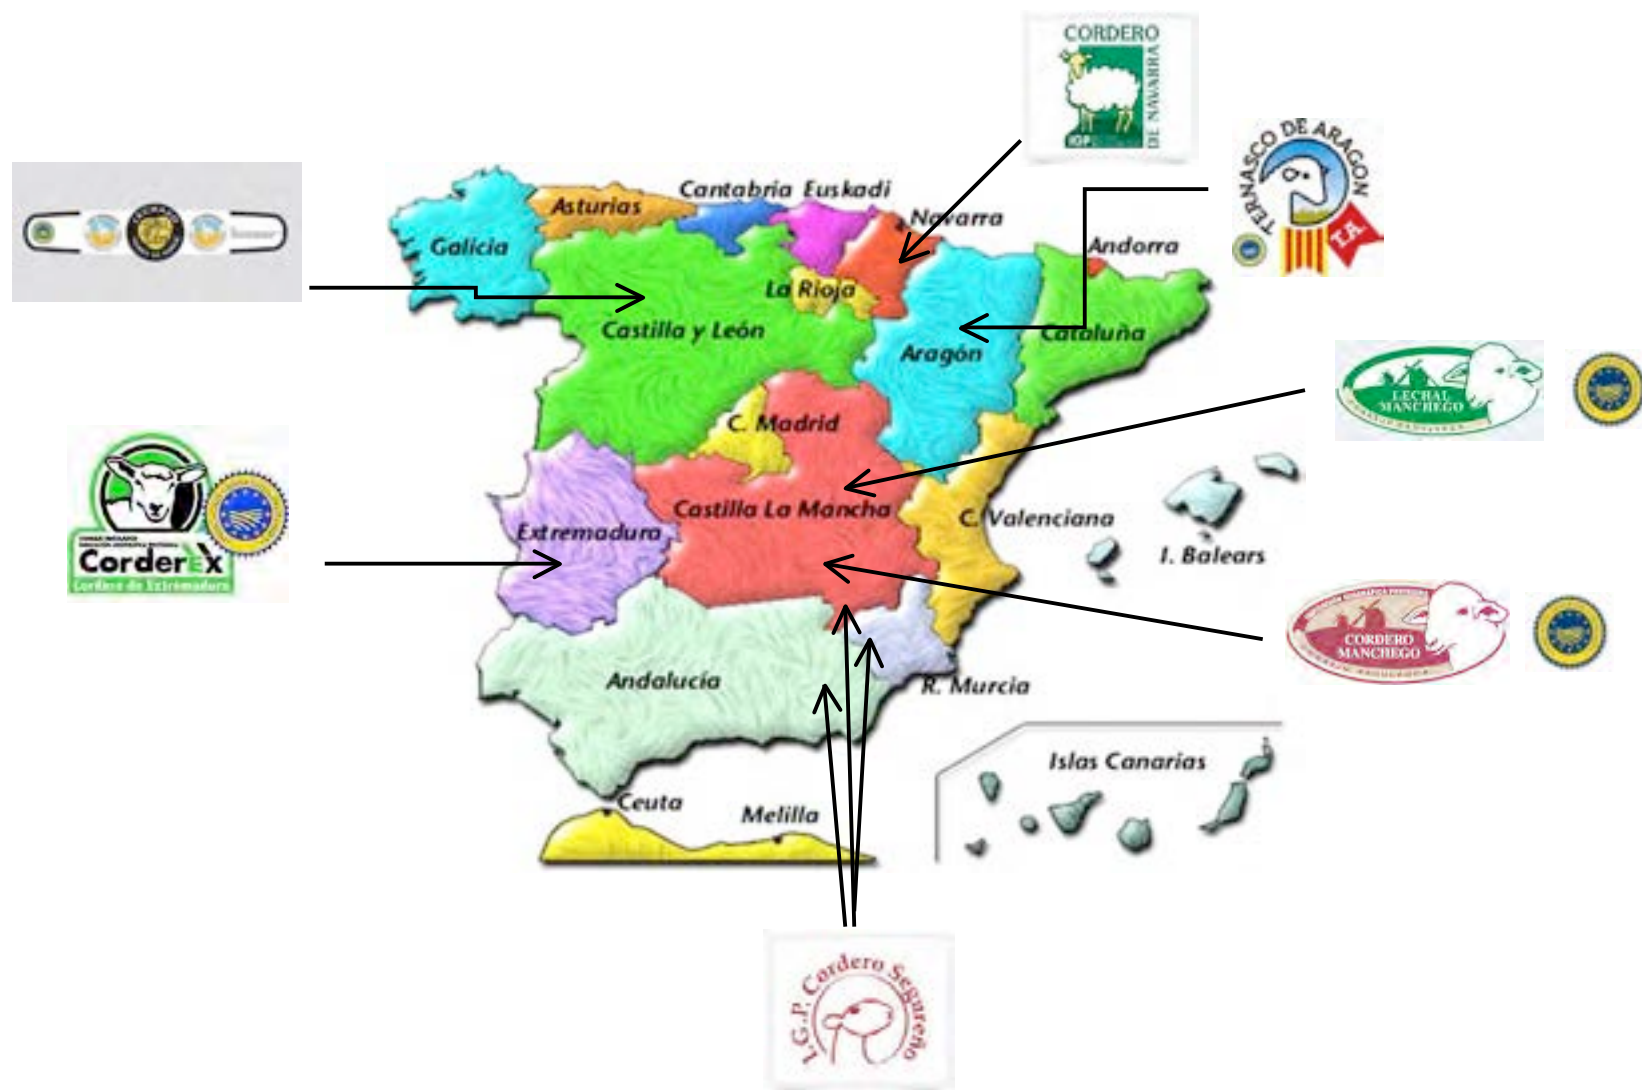 CORDERO
DE NAVARRA
IGP.
TERNASCO DE ARAGON
T.A.
Cantabria Euskadi
Asturias
Navarra
Galicia
Andorra
La Rioja
Castilla y León
Cataluña
Aragón
LECHAL
MANCHEGO
C. Madrid
Castilla La Mancha
C. Valenciana
Extremadura
I. Balears
CorderEX
Cordero de Extremadura
CORDERO
MANCHEGO
Andalucía
R. Murcia
Islas Canarias
Ceuta
Melilla
I.G.P. Cordero Segureño